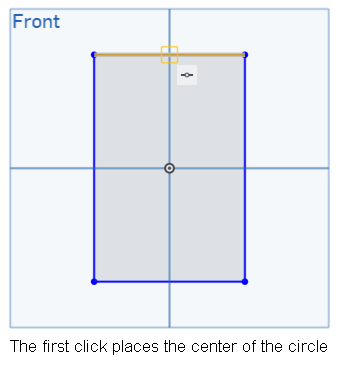 Front
The first click places the center of the circle